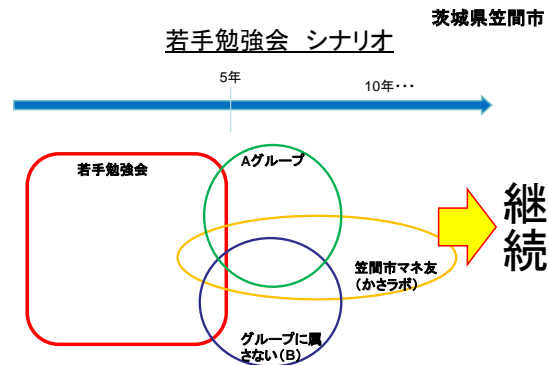 茨城県笠間市
若手勉強会 シナリオ
5年
10年・・・
若手勉強会
Aグループ
継続
笠間市マネ友
(かさラボ)
グループに属
さない(B)